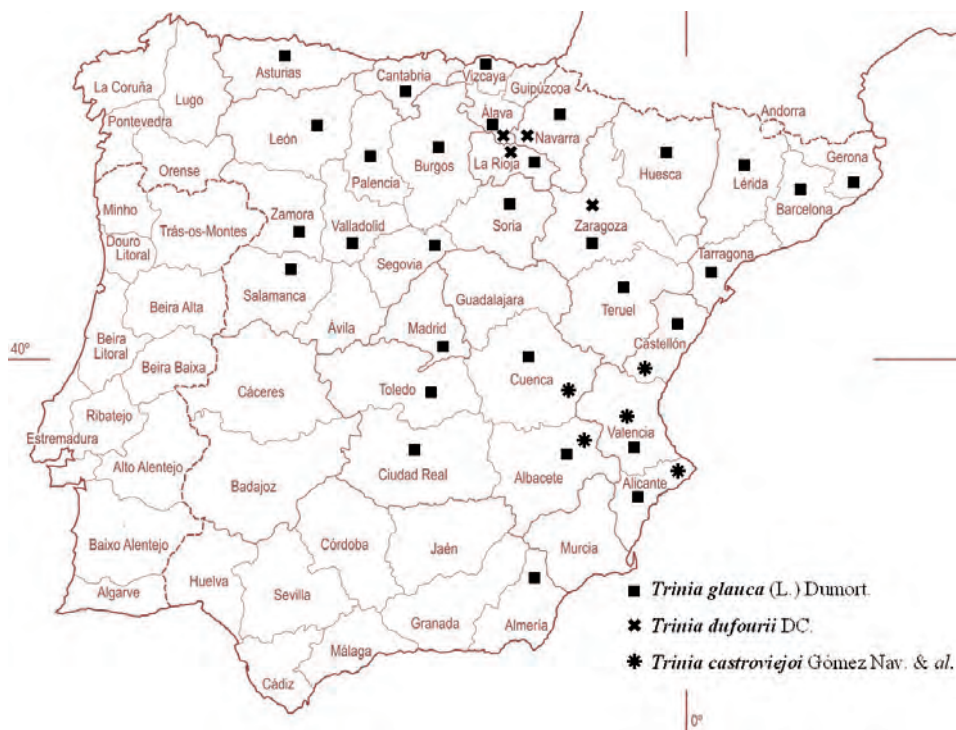 La Coruña
Lugo
Asturias
Cantabria
Vizcaya
Guipúzcoa
Álava
Navarra
Pontevedra
Orense
León
Palencia
Burgos
La Rioja
Huesca
Andorra
Lérida
Gerona
Barcelona
Minho
Trás-os-Montes
Douro
Litoral
Zamora
Valladolid
Soria
Zaragoza
Tarragona
Segovia
Beira Alta
Salamanca
Ávila
Guadalajara
Teruel
Madrid
Castellón
Beira
Litoral
40º
Beira Baixa
Cáceres
Toledo
Cuenca
Ribatejo
Estremadura
Valencia
Alto Alentejo
Badajoz
Ciudad Real
Albacete
Alicante
Baixo Alentejo
Córdoba
Jaén
Murcia
Algarve
Huelva
Sevilla
Granada
Almería
Málaga
Cádiz
Trinia glauca (L.) Dumort.
Trinia dufourii DC.
Trinia castroviejoi Gómez Nav. & al.
0º